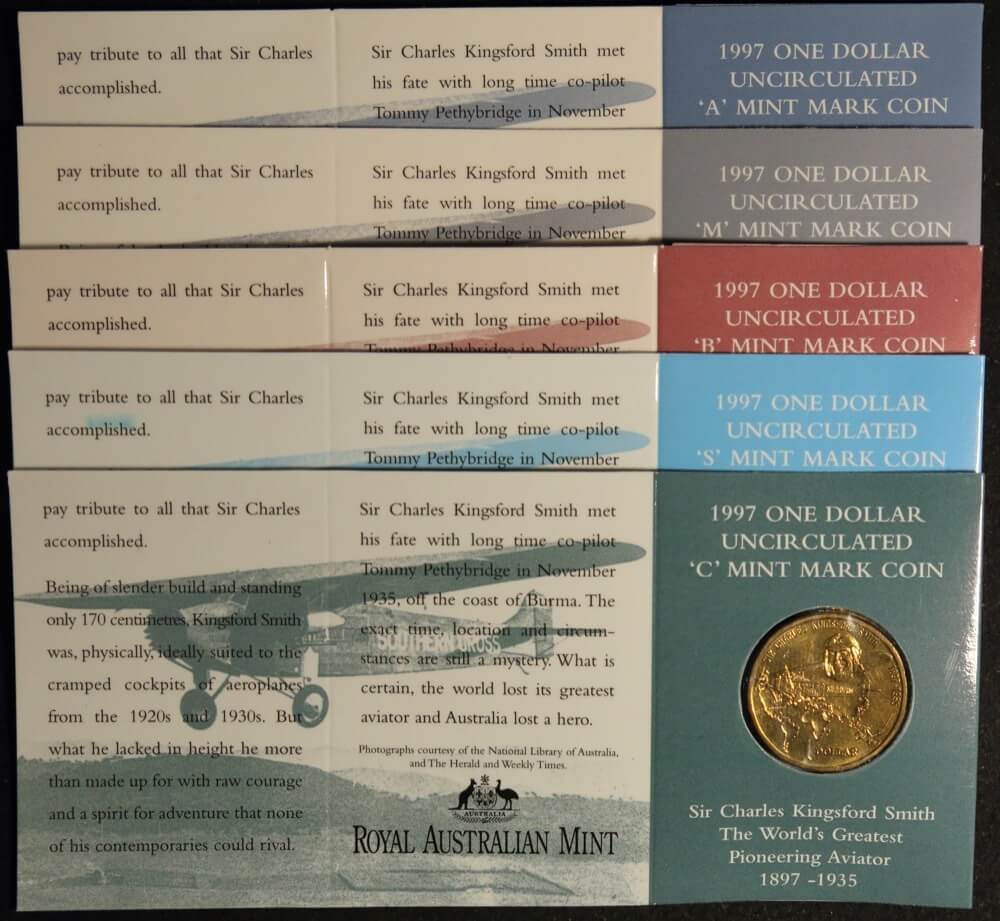 pay tribute to all that Sir Charles
accomplished.
Sir Charles Kingsford Smith met
his fate with long time co-pilot
Tommy Pethybridge in November
1997 ONE DOLLAR
UNCIRCULATED
‘A’ MINT MARK COIN
pay tribute to all that Sir Charles
accomplished.
Sir Charles Kingsford Smith met
his fate with long time co-pilot
Tommy Pethybridge in November
1997 ONE DOLLAR
UNCIRCULATED
‘M’ MINT MARK COIN
pay tribute to all that Sir Charles
accomplished.
Sir Charles Kingsford Smith met
his fate with long time co-pilot
Tommy Pethybridge in November
1997 ONE DOLLAR
UNCIRCULATED
‘B’ MINT MARK COIN
pay tribute to all that Sir Charles
accomplished.
Sir Charles Kingsford Smith met
his fate with long time co-pilot
Tommy Pethybridge in November
1997 ONE DOLLAR
UNCIRCULATED
‘S’ MINT MARK COIN
pay tribute to all that Sir Charles
accomplished.
Being of slender build and standing
only 170 centimetres, Kingsford Smith
was, physically, ideally suited to the
cramped cockpits of aeroplanes
from the 1920s and 1930s. But
what he lacked in height he more
than made up for with raw courage
and a spirit for adventure that none
of his contemporaries could rival.
Sir Charles Kingsford Smith met
his fate with long time co-pilot
Tommy Pethybridge in November
1935, off the coast of Burma. The
exact time, location and circum-
stances are still a mystery. What is
certain, the world lost its greatest
aviator and Australia lost a hero.
SOUTHERN CROSS
Photographs courtesy of the National Library of Australia,
and The Herald and Weekly Times.
AUSTRALIA
ROYAL AUSTRALIAN MINT
1997 ONE DOLLAR
UNCIRCULATED
‘C’ MINT MARK COIN
DOLLAR
Sir Charles Kingsford Smith
The World’s Greatest
Pioneering Aviator
1897 -1935